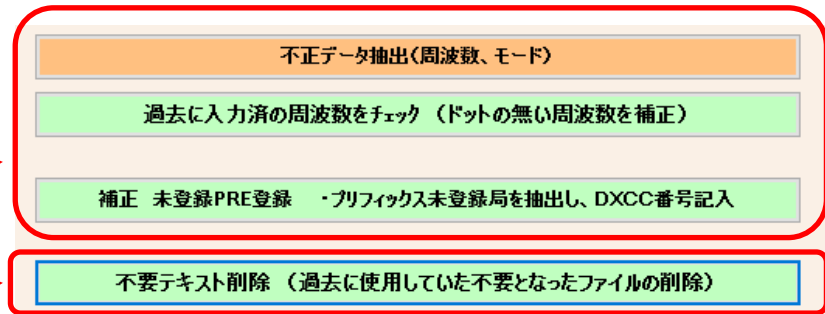 不正データ抽出(周波数、モード)
過去に入力済の周波数をチェック (ドットの無い周波数を補正)
補正 未登録PRE登録 ・プリフィックス未登録局を抽出し、DXCC番号記入
不要テキスト削除 (過去に使用していた不要となったファイルの削除)